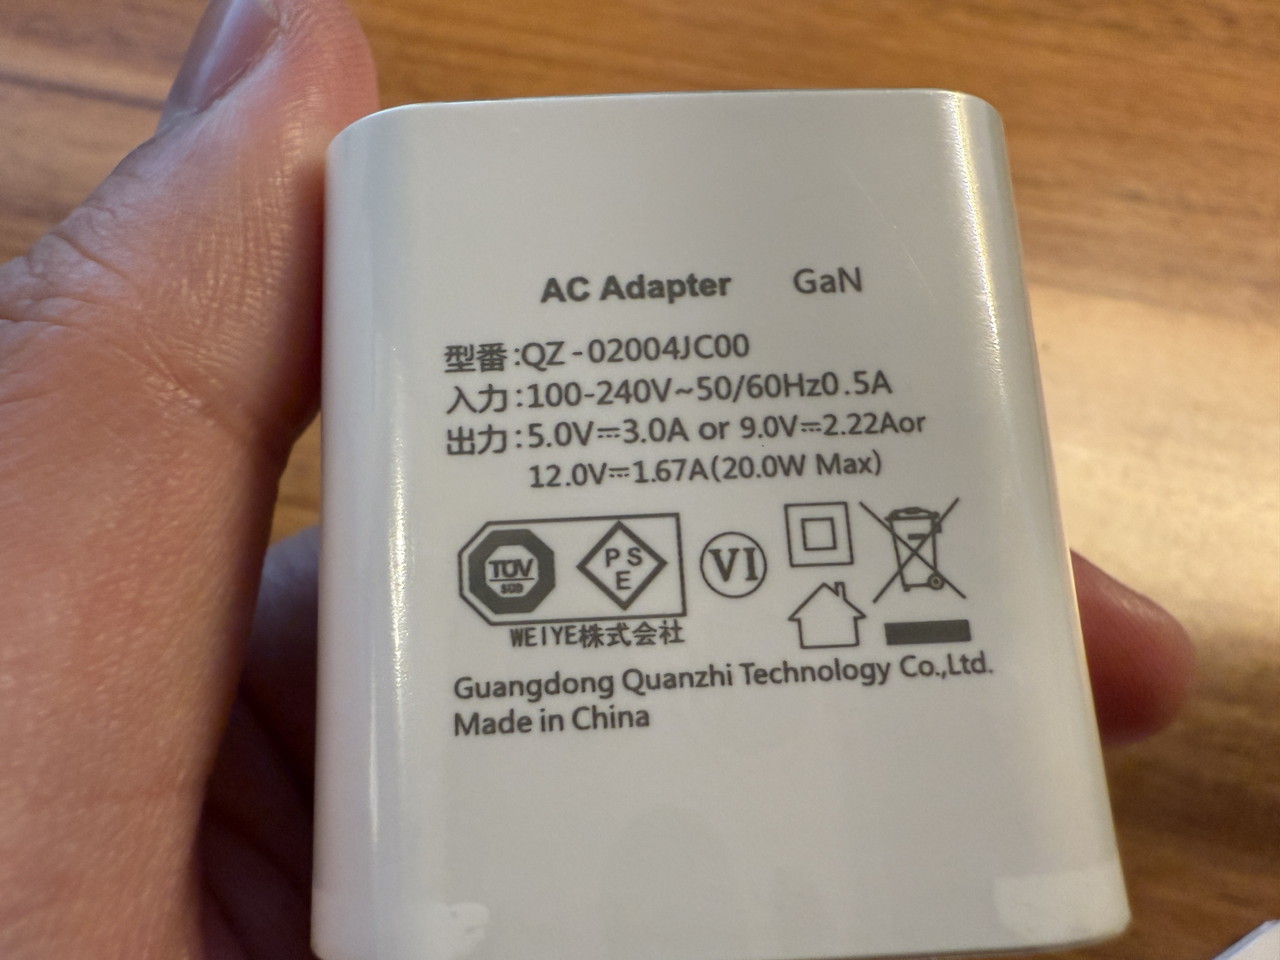 AC Adapter GaN
型番:QZ-02004JC00
入力:100-240V~50/60Hz0.5A
出力:5.0V⎓3.0A or 9.0V⎓2.22Aor
12.0V⎓1.67A(20.0W Max)
TÜV
SÜD
PS
E
VI
WEIYE株式会社
Guangdong Quanzhi Technology Co.,Ltd.
Made in China